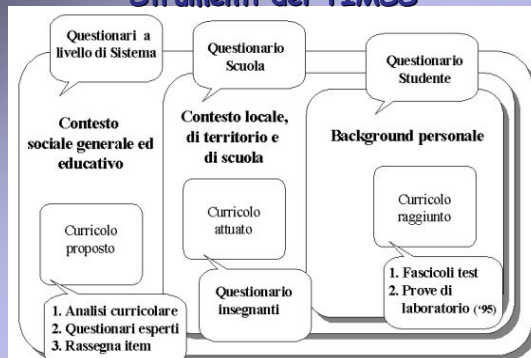 Strumenti del TIMSS
Questionari a
livello di Sistema
Questionario
Scuola
Questionario
Studente
Contesto
sociale generale ed
educativo
Contesto locale,
di territorio e
di scuola
Background personale
Curricolo
proposto
Curricolo
attuato
Curricolo
raggiunto
1. Analisi curricolare
2. Questionari esperti
3. Rassegna item
Questionario
insegnanti
1. Fascicoli test
2. Prove di
laboratorio ('95)